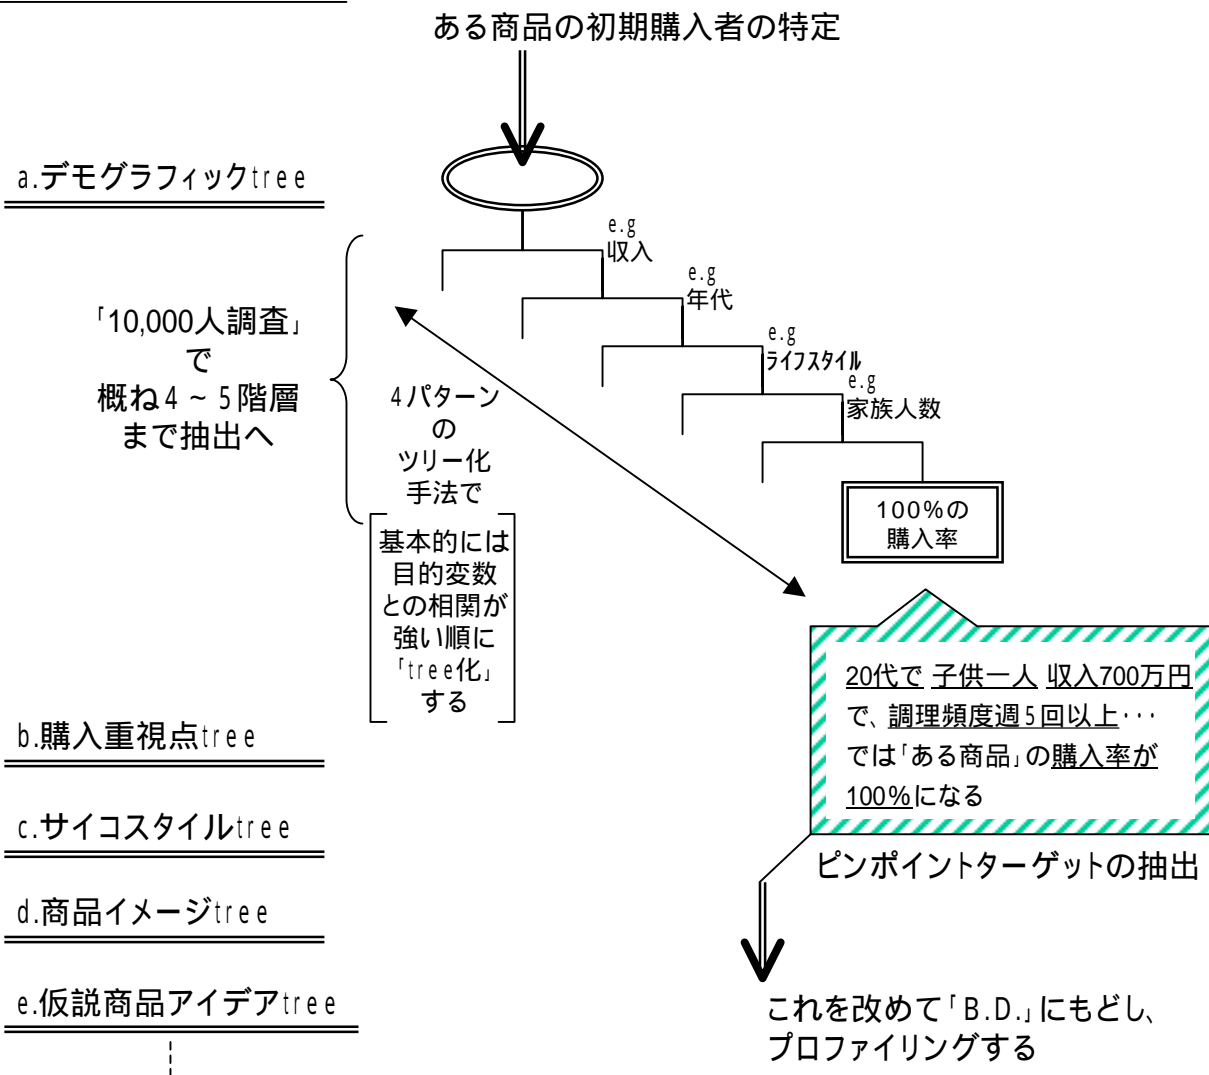 ある商品の初期購入者の特定
a.デモグラフィックtree
e.g
収入
e.g
年代
e.g
ライフスタイル
e.g
家族人数
「10,000人調査」
で
概ね4～5階層
まで抽出へ
4パターン
の
ツリー化
手法で
基本的には
目的変数
との相関が
強い順に
「tree化」
する
100%の
購入率
20代で 子供一人 収入700万円
で、調理頻度週5回以上･･･
では「ある商品」の購入率が
100%になる
ピンポイントターゲットの抽出
b.購入重視点tree
c.サイコスタイルtree
d.商品イメージtree
e.仮説商品アイデアtree
これを改めて「B.D.」にもどし、
プロファイリングする